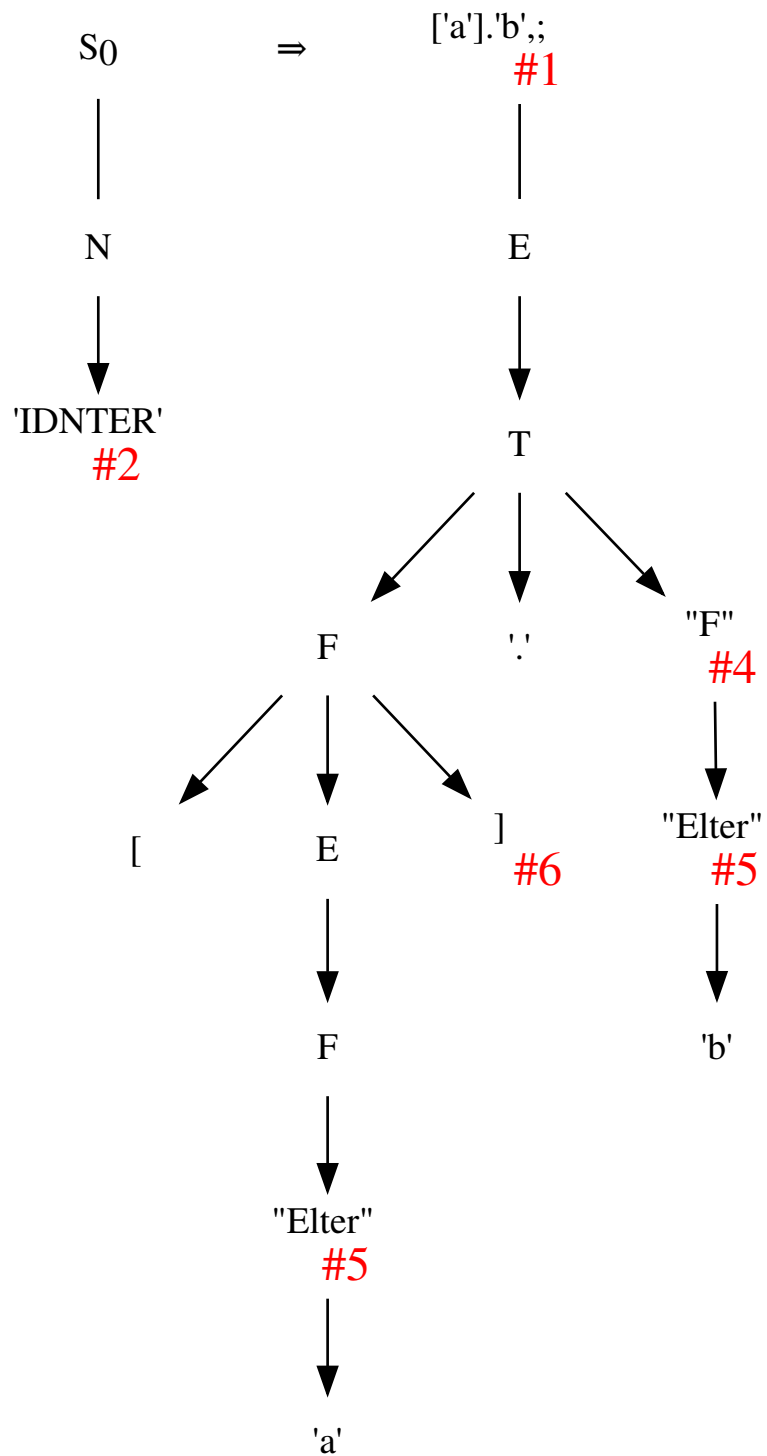 S0 ⇒ ['a'].'b',;
#1
N E
'IDNTER'
#2
T
F '.' "F"
#4
[ E ] "Elter"
#6 #5
F 'b'
"Elter"
#5
'a'